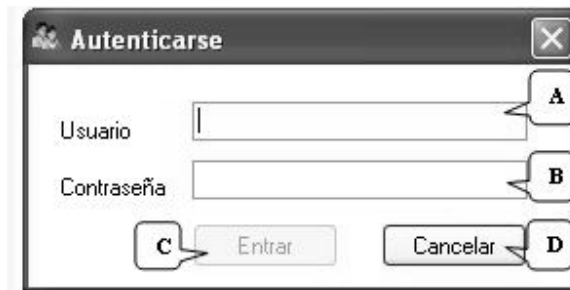 Autenticarse
A
Usuario
Contraseña
B
C
Entrar
Cancelar
D